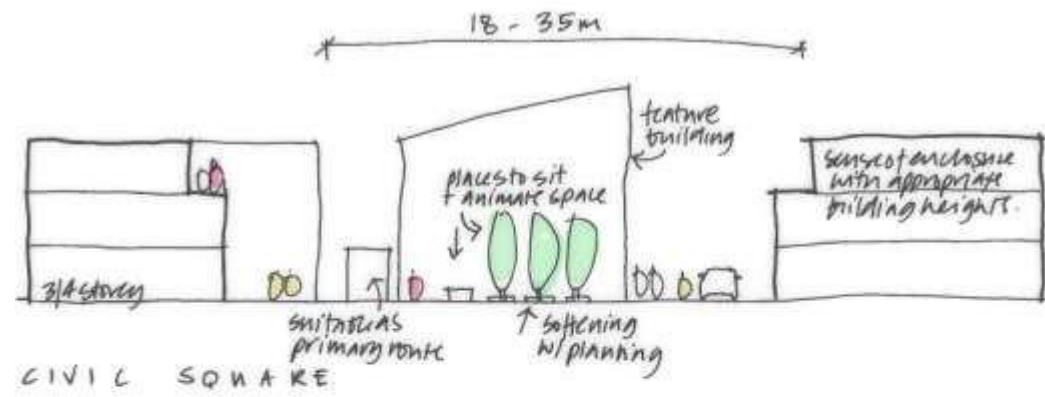 18 - 35m
feature
building
places to sit
+ animate space
sense of enclosure
with appropriate
building heights.
3/4 storey
suitable as
primary route
softening
w/ planting
CIVIC SQUARE